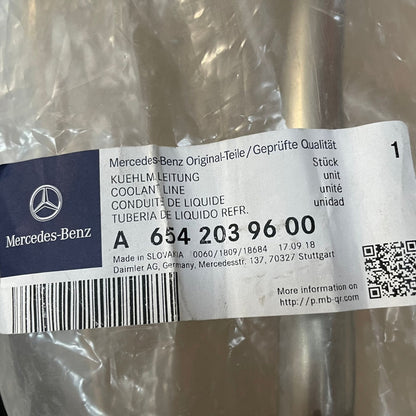 Mercedes-Benz Original-Teile/Geprüfte Qualität
KUEHLMLEITUNG Stück
COOLANT LINE unit
CONDUITE DE LIQUIDE unité
TUBERIA DE LIQUIDO REFR. unidad
1
Mercedes-Benz
A 654 203 96 00
Made in SLOVAKIA 0060/1809/18684 17.09.18
Daimler AG, Germany, Mercedesstr. 137, 70327 Stuttgart
More information on
http://p.mb-qr.com/